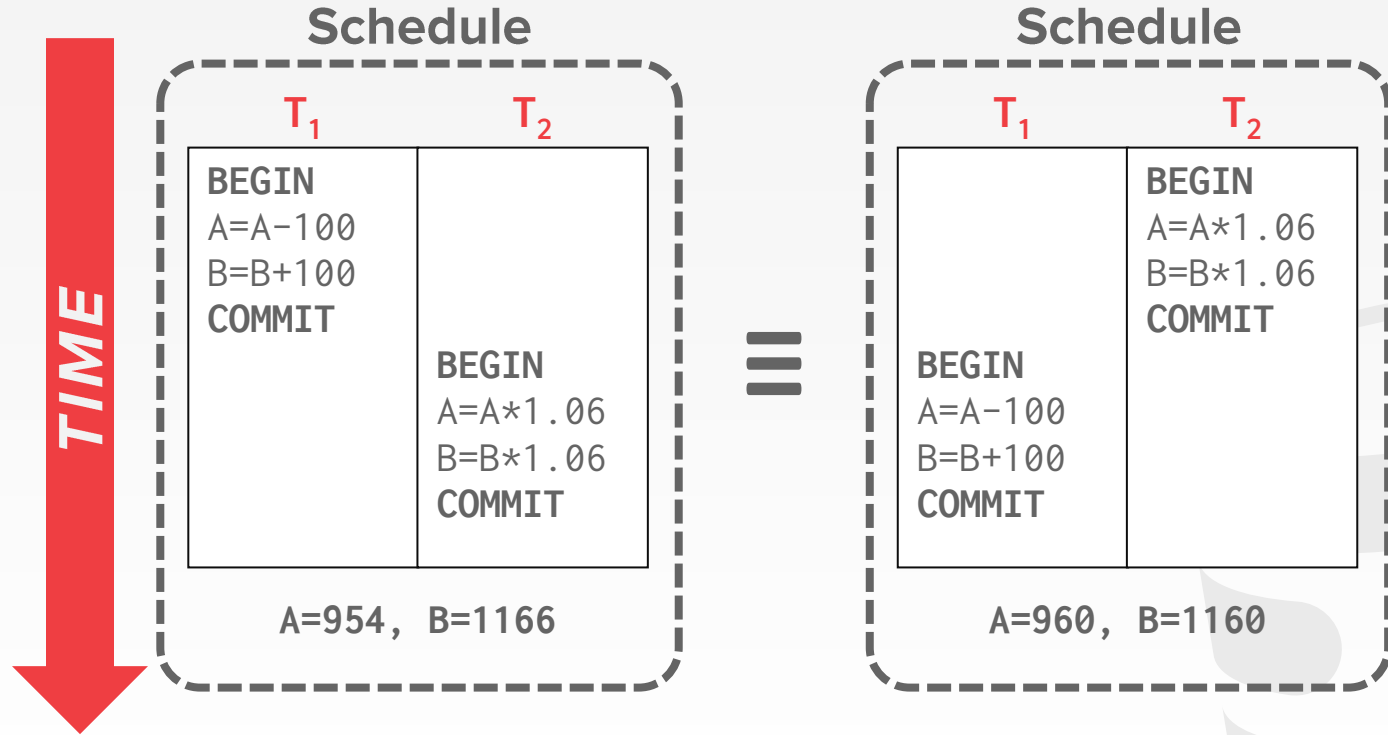 Schedule
T1 T2
BEGIN
A=A-100
B=B+100
COMMIT
BEGIN
A=A*1.06
B=B*1.06
COMMIT
A=954, B=1166
TIME
≡
Schedule
T1 T2
BEGIN
A=A*1.06
B=B*1.06
COMMIT
BEGIN
A=A-100
B=B+100
COMMIT
A=960, B=1160